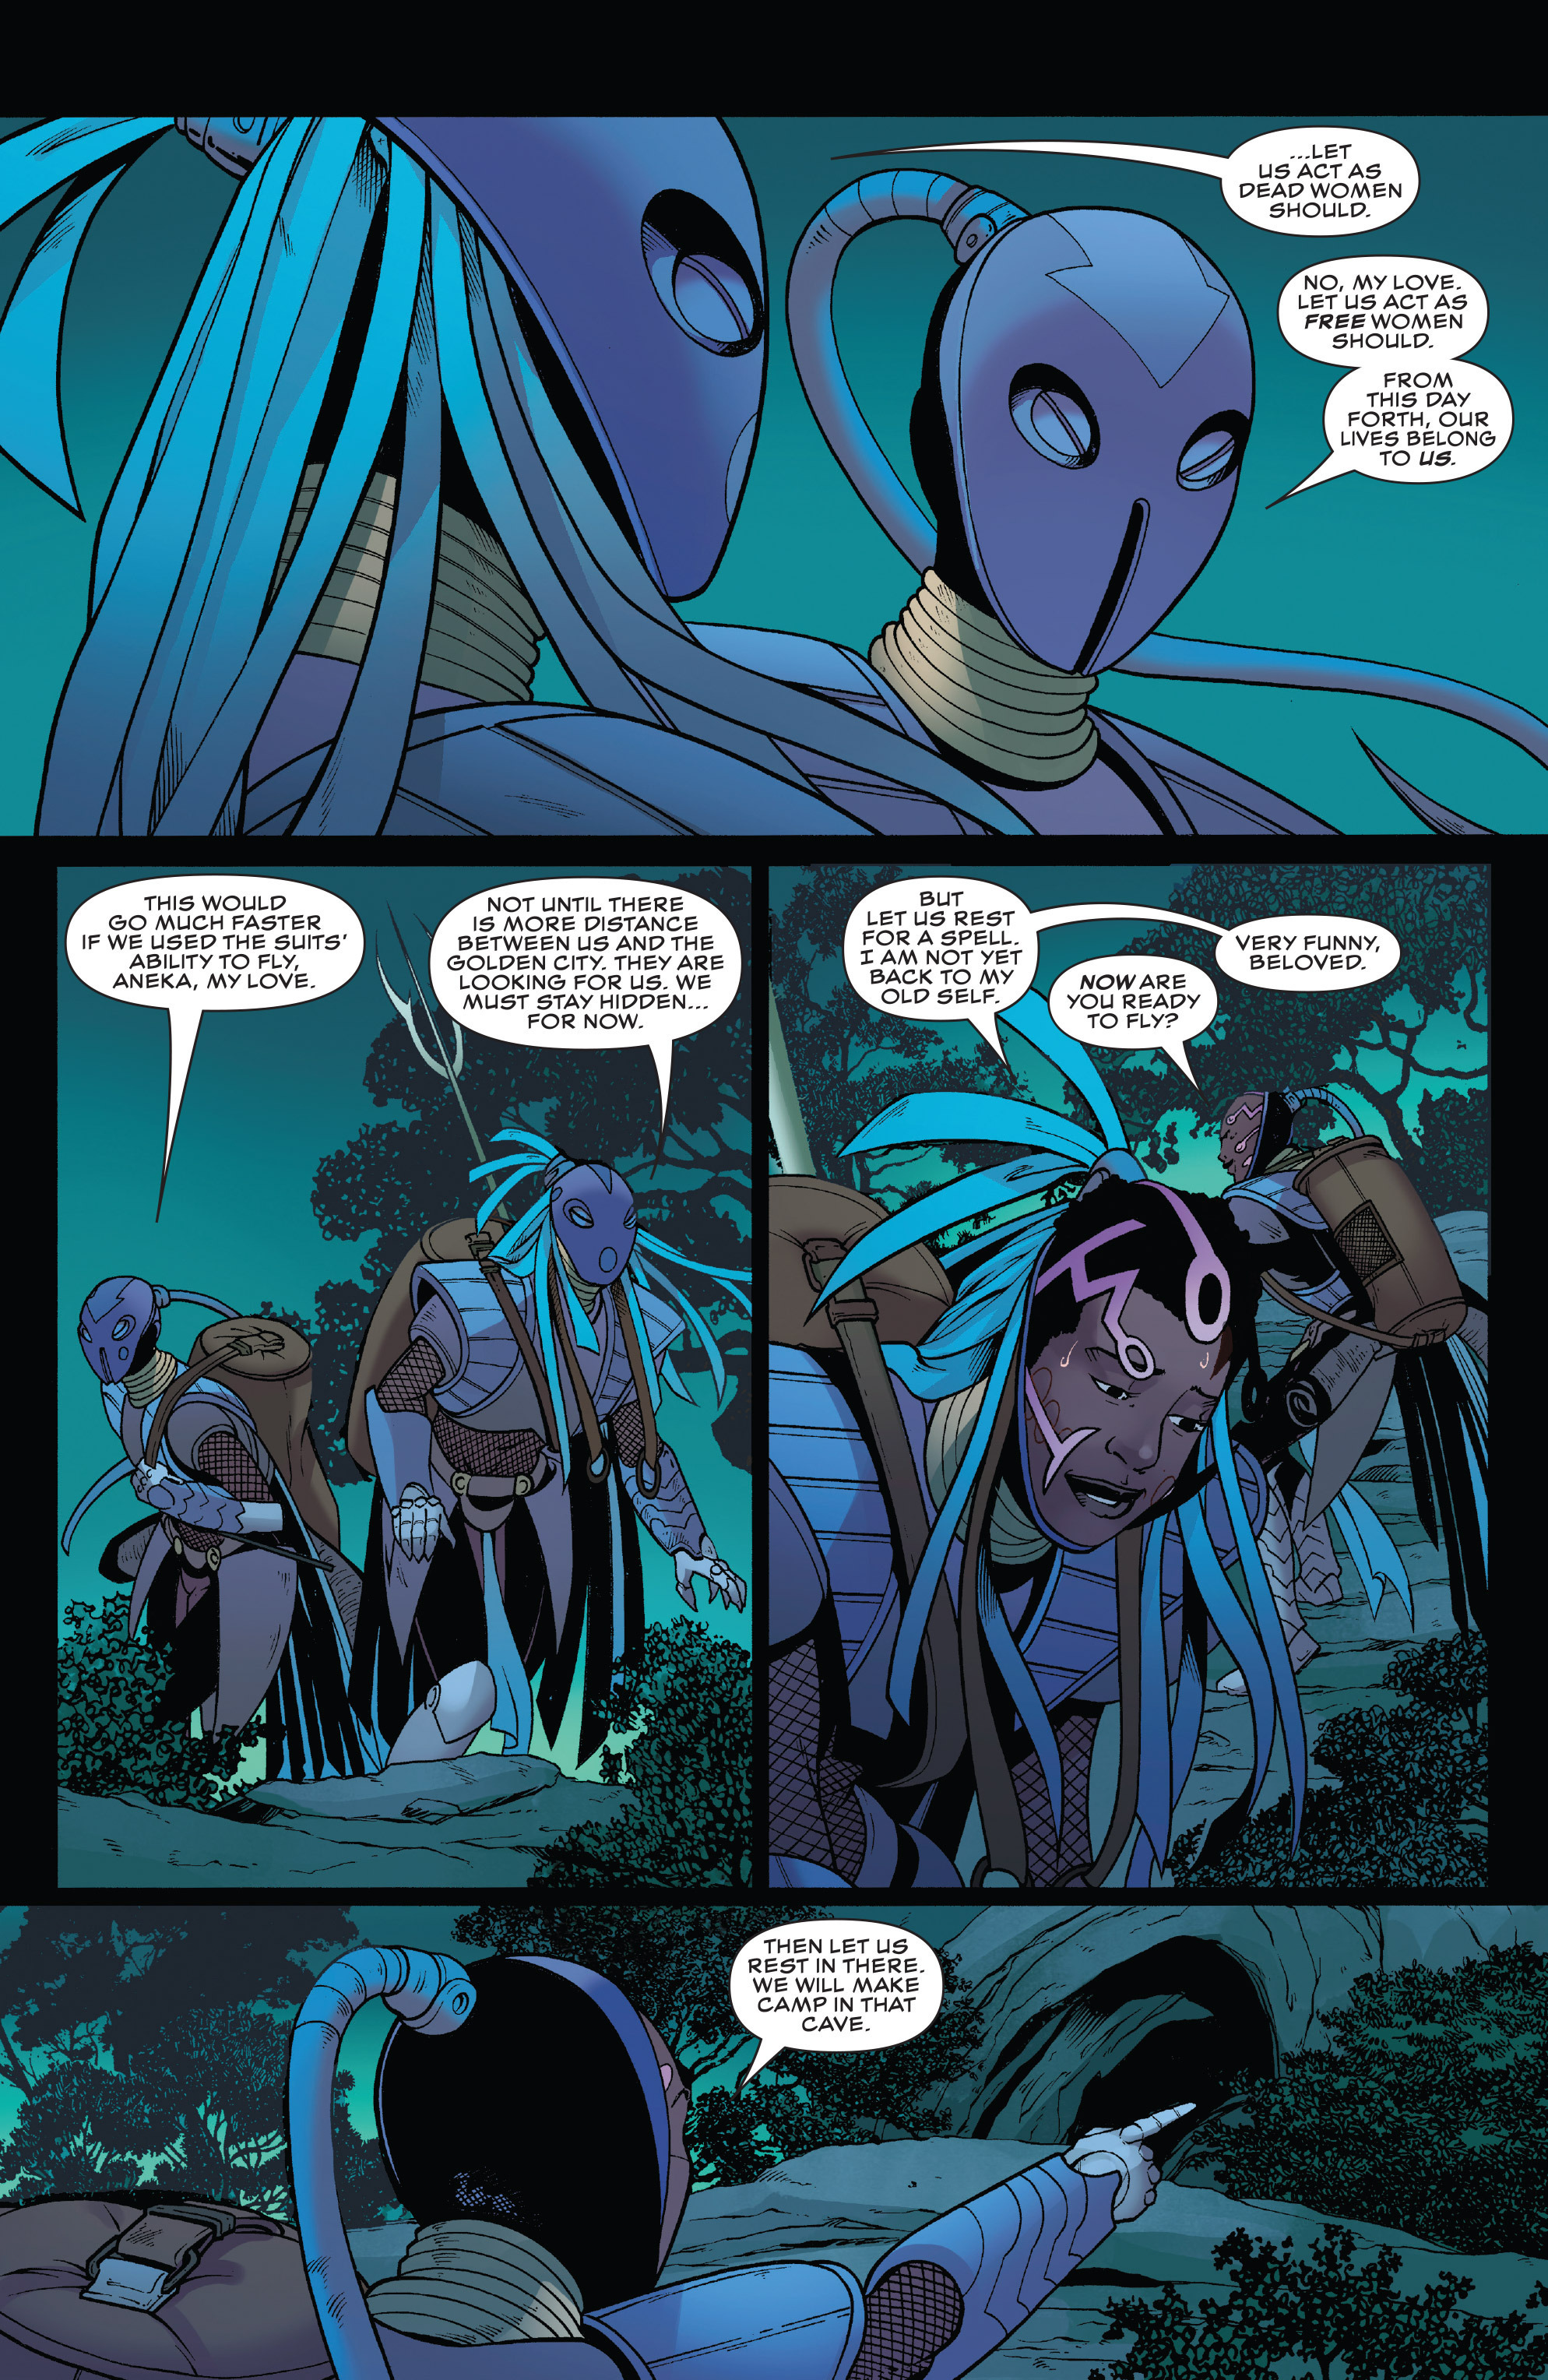 ...LET
US ACT AS
DEAD WOMEN
SHOULD.
NO, MY LOVE.
LET US ACT AS
FREE WOMEN
SHOULD.
FROM
THIS DAY
FORTH, OUR
LIVES BELONG
TO US.
THIS WOULD
GO MUCH FASTER
IF WE USED THE SUITS'
ABILITY TO FLY,
ANEKA, MY LOVE.
NOT UNTIL THERE
IS MORE DISTANCE
BETWEEN US AND THE
GOLDEN CITY. THEY ARE
LOOKING FOR US. WE
MUST STAY HIDDEN...
FOR NOW.
BUT
LET US REST
FOR A SPELL.
I AM NOT YET
BACK TO MY
OLD SELF.
NOW ARE
YOU READY
TO FLY?
VERY FUNNY,
BELOVED.
THEN LET US
REST IN THERE.
WE WILL MAKE
CAMP IN THAT
CAVE.